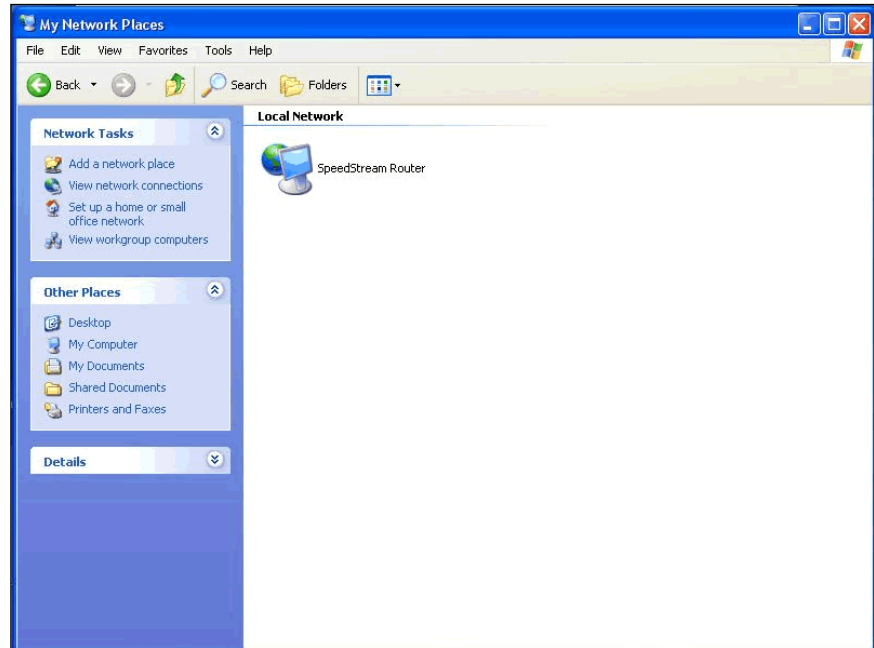 My Network Places
File Edit View Favorites Tools Help
Back Search Folders
Network Tasks
Add a network place
View network connections
Set up a home or small
office network
View workgroup computers
Other Places
Desktop
My Computer
My Documents
Shared Documents
Printers and Faxes
Details
Local Network
SpeedStream Router